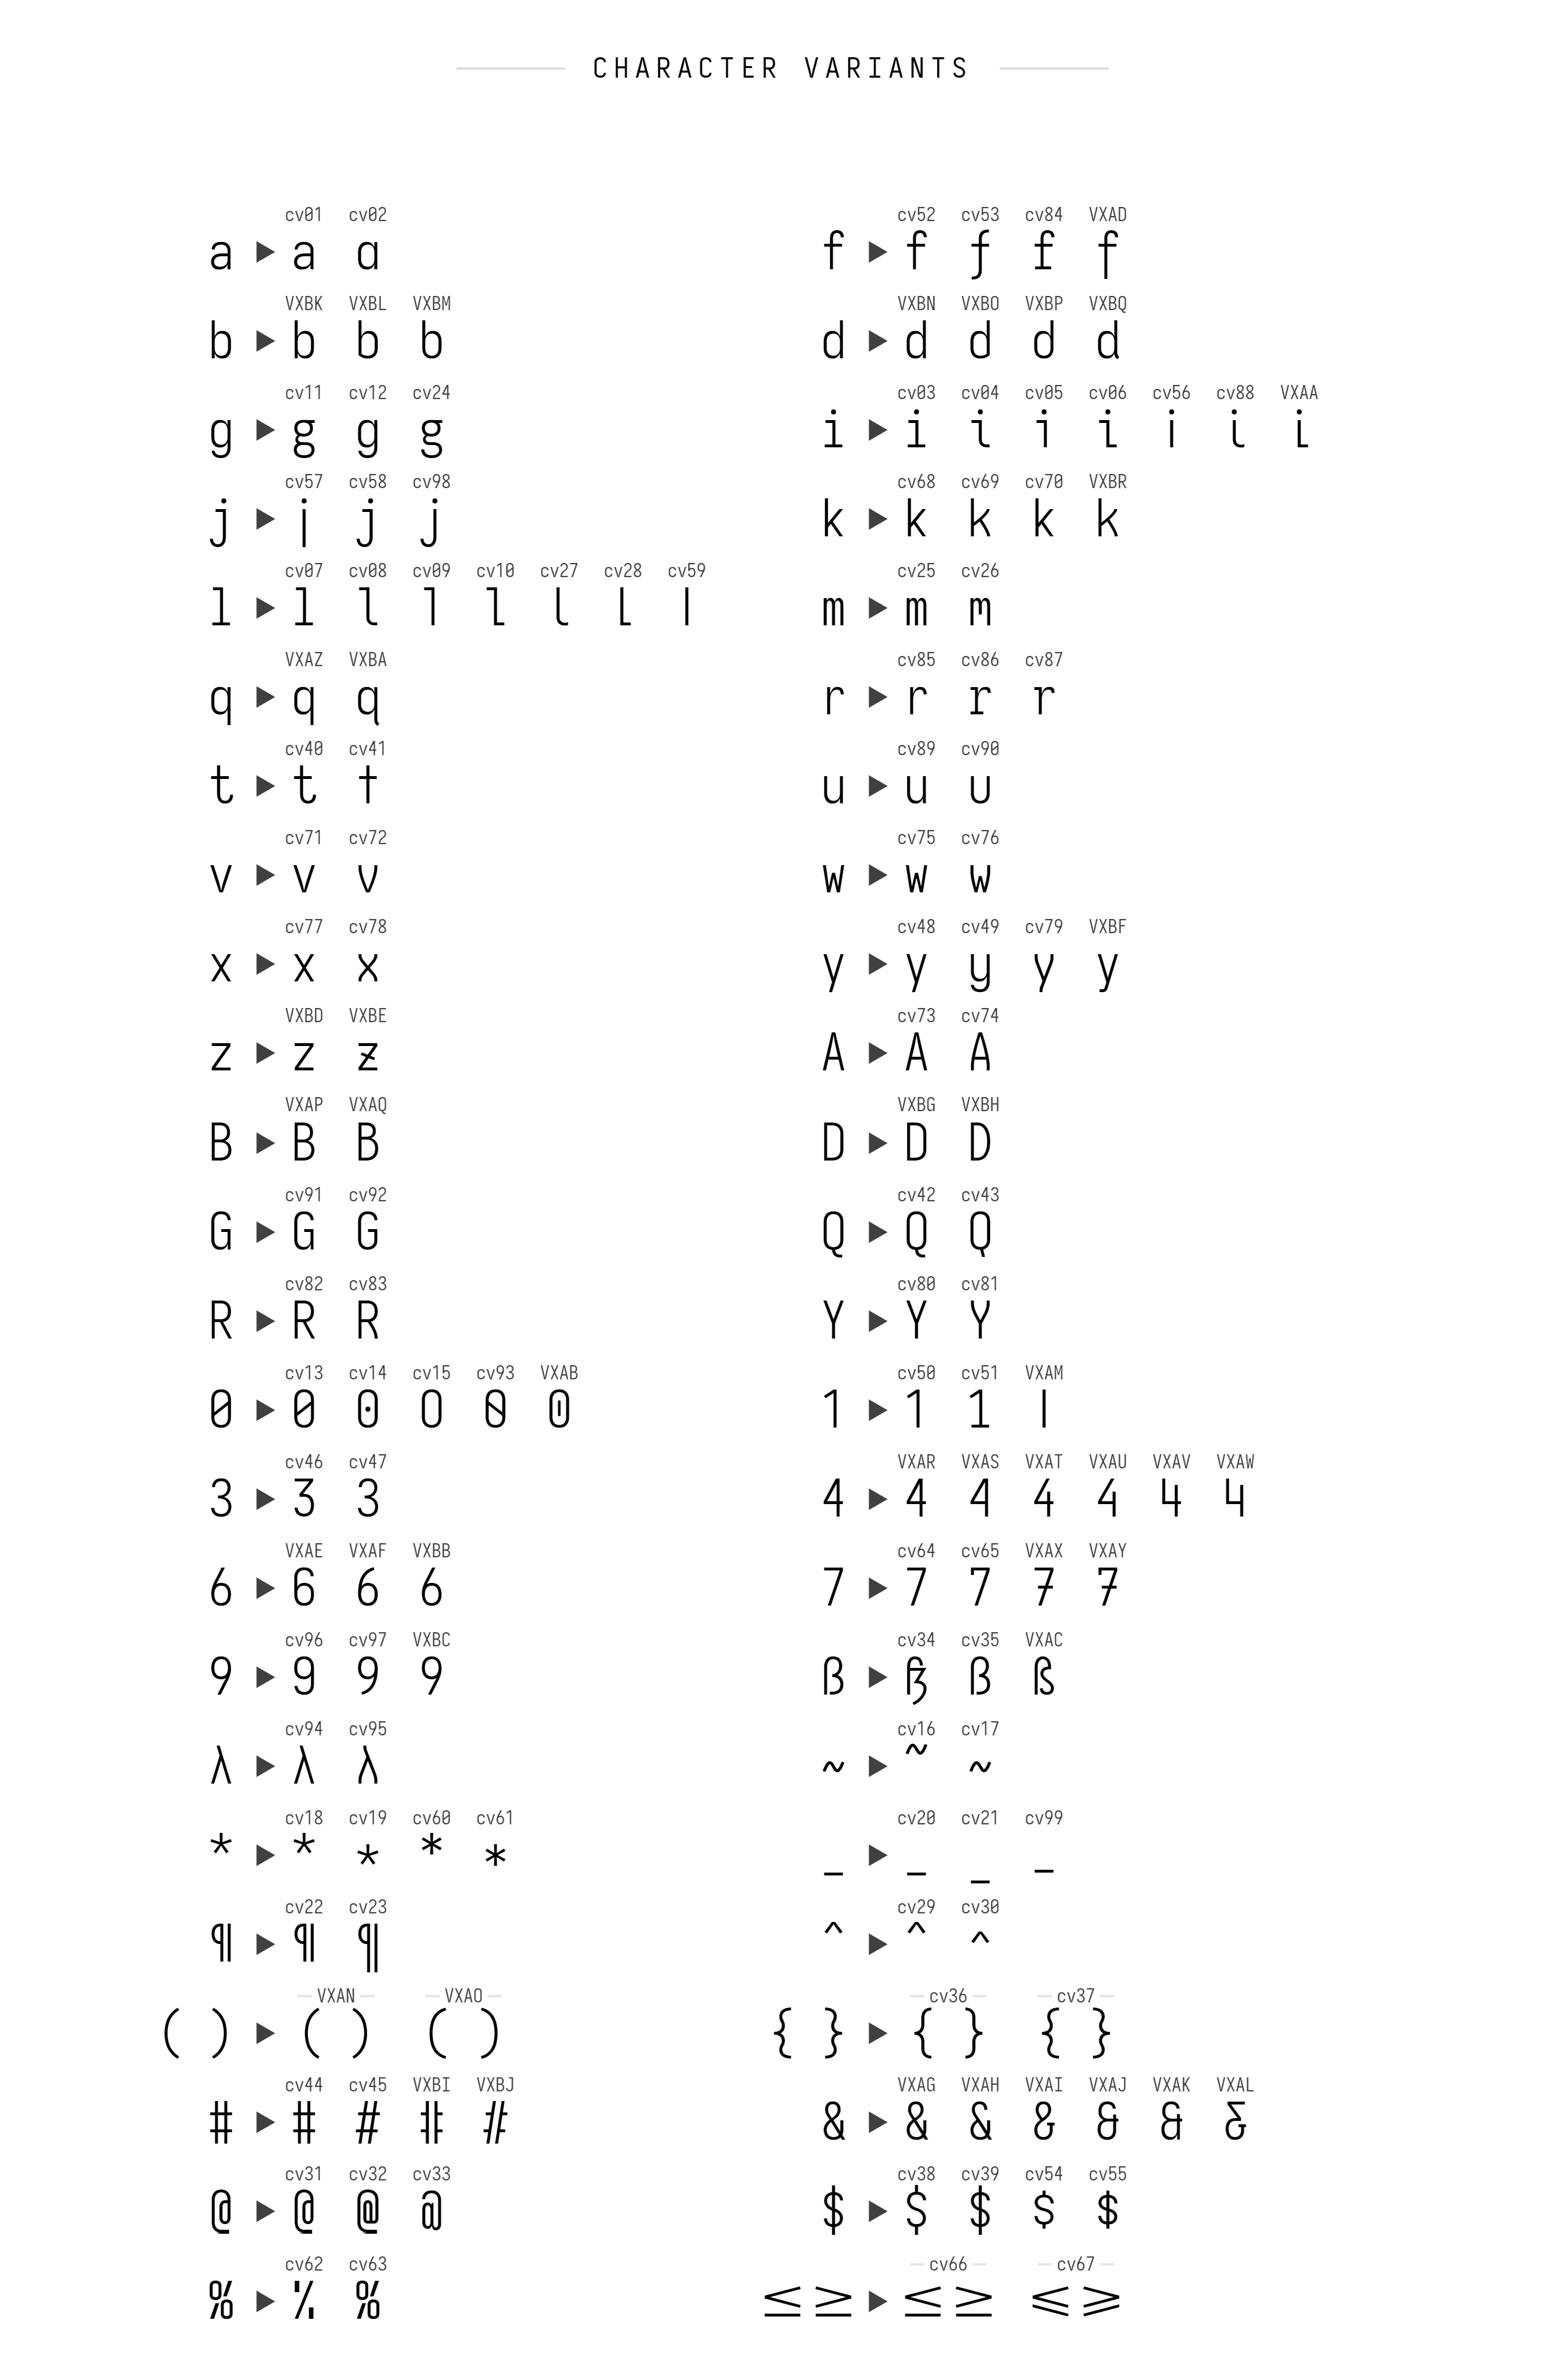 CHARACTER VARIANTS
cv01 cv02
a ▶ a ɑ
cv52 cv53 cv84 VXAD
f ▶ f f f f
VXBK VXBL VXBM
b ▶ b b b
VXBN VXBO VXBP VXBQ
d ▶ d d d d
cv11 cv12 cv24
g ▶ g g g
cv03 cv04 cv05 cv06 cv56 cv88 VXAA
i ▶ i i i i i i i
cv57 cv58 cv98
j ▶ j j j
cv68 cv69 cv70 VXBR
k ▶ k k k k
cv07 cv08 cv09 cv10 cv27 cv28 cv59
l ▶ l l l l l l l
cv25 cv26
m ▶ m m
VXAZ VXBA
q ▶ q q
cv85 cv86 cv87
r ▶ r r r
cv40 cv41
t ▶ t t
cv89 cv90
u ▶ u u
cv71 cv72
v ▶ v v
cv75 cv76
w ▶ w w
cv77 cv78
x ▶ x x
cv48 cv49 cv79 VXBF
y ▶ y y y y
VXBD VXBE
z ▶ z z
cv73 cv74
A ▶ A A
VXAP VXAQ
B ▶ B B
VXBG VXBH
D ▶ D D
cv91 cv92
G ▶ G G
cv42 cv43
Q ▶ Q Q
cv82 cv83
R ▶ R R
cv80 cv81
Y ▶ Y Y
cv13 cv14 cv15 cv93 VXAB
0 ▶ 0 0 0 0 0
cv50 cv51 VXAM
1 ▶ 1 1 1
cv46 cv47
3 ▶ 3 3
VXAR VXAS VXAT VXAU VXAV VXAW
4 ▶ 4 4 4 4 4 4
VXAE VXAF VXBB
6 ▶ 6 6 6
cv64 cv65 VXAX VXAY
7 ▶ 7 7 7 7
cv96 cv97 VXBC
9 ▶ 9 9 9
cv34 cv35 VXAC
ß ▶ ß ß ß
cv94 cv95
λ ▶ λ λ
cv16 cv17
~ ▶ ~ ~
cv18 cv19 cv60 cv61
* ▶ * * * *
cv20 cv21 cv99
_ ▶ _ _ _
cv22 cv23
¶ ▶ ¶ ¶
cv29 cv30
^ ▶ ^ ^
VXAN VXAO
( ) ▶ ( ) ( )
cv36 cv37
{ } ▶ { } { }
cv44 cv45 VXBI VXBJ
# ▶ # # # #
VXAG VXAH VXAI VXAJ VXAK VXAL
& ▶ & & & & & &
cv31 cv32 cv33
@ ▶ @ @ @
cv38 cv39 cv54 cv55
$ ▶ $ $ $ $
cv62 cv63
% ▶ % %
cv66 cv67
≤ ≥ ▶ ≤ ≥ ⩽ ⩾